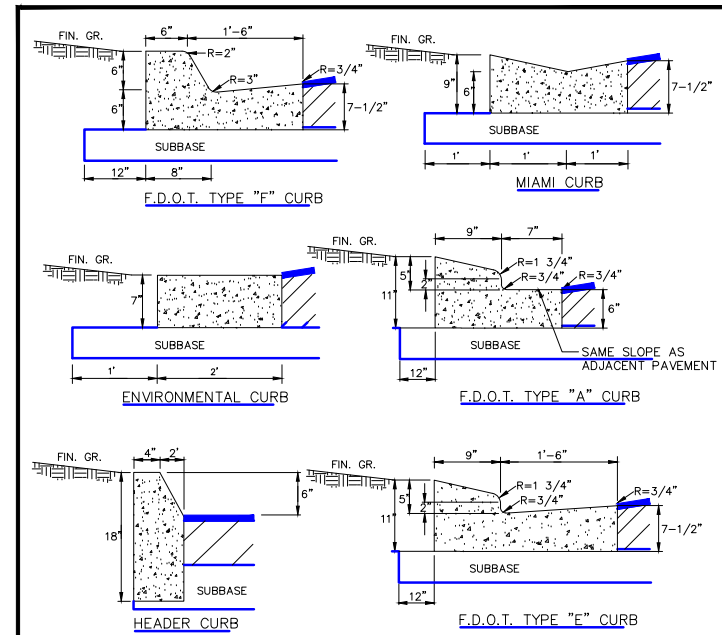 6" 1'-6"
FIN. GR.
R=2"
R=3"
R=3/4"
6"
6"
7-1/2"
SUBBASE
12" 8"
F.D.O.T. TYPE "F" CURB
FIN. GR.
9"
6"
7-1/2"
SUBBASE
1' 1' 1'
MIAMI CURB
FIN. GR.
7"
SUBBASE
1' 2'
ENVIRONMENTAL CURB
9" 7"
FIN. GR.
R=1 3/4"
R=3/4"
R=3/4"
5"
2"
11"
6"
SUBBASE
SAME SLOPE AS
ADJACENT PAVEMENT
12"
F.D.O.T. TYPE "A" CURB
4" 2'
FIN. GR.
6"
18"
SUBBASE
HEADER CURB
9" 1'-6"
FIN. GR.
R=1 3/4"
R=3/4"
R=3/4"
5"
2"
11"
7-1/2"
SUBBASE
12"
F.D.O.T. TYPE "E" CURB